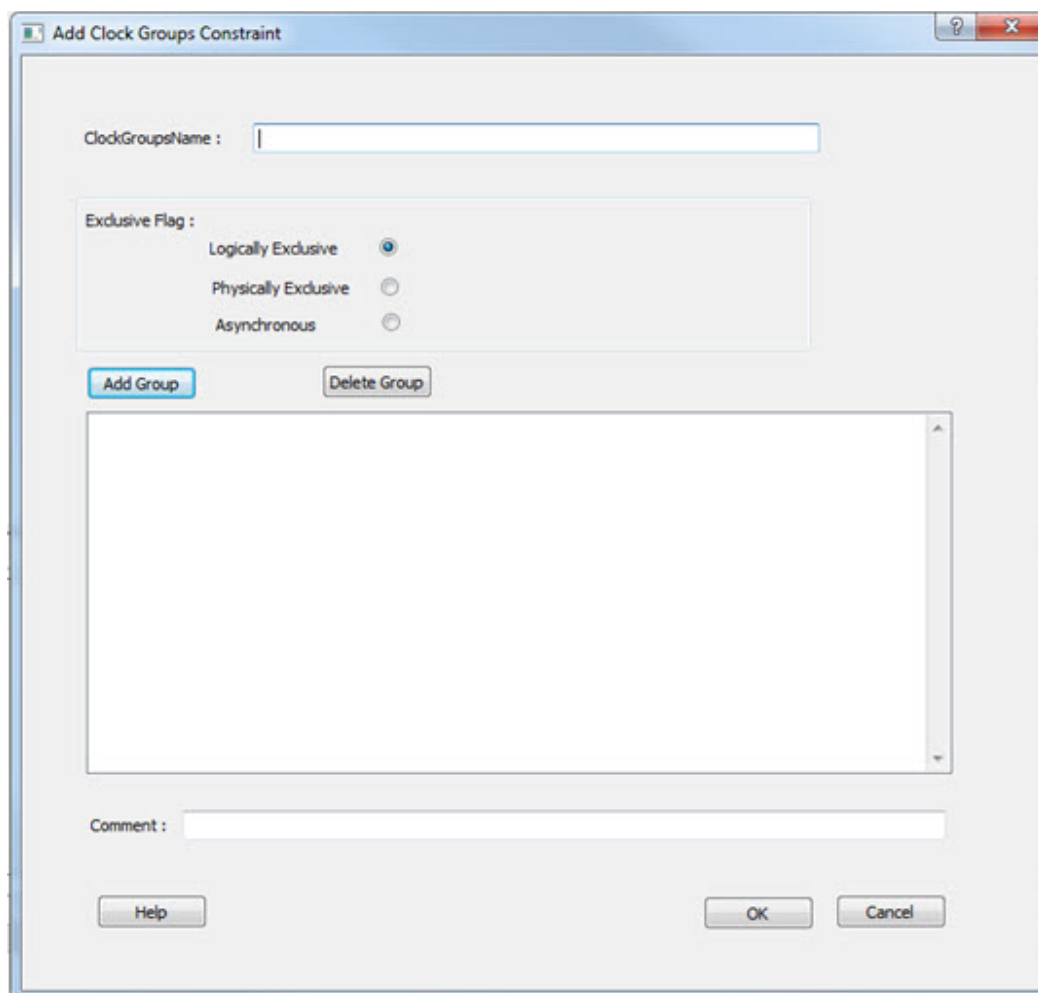 Add Clock Groups Constraint
ClockGroupsName :
Exclusive Flag :
Logically Exclusive
Physically Exclusive
Asynchronous
Add Group Delete Group
Comment :
Help OK Cancel